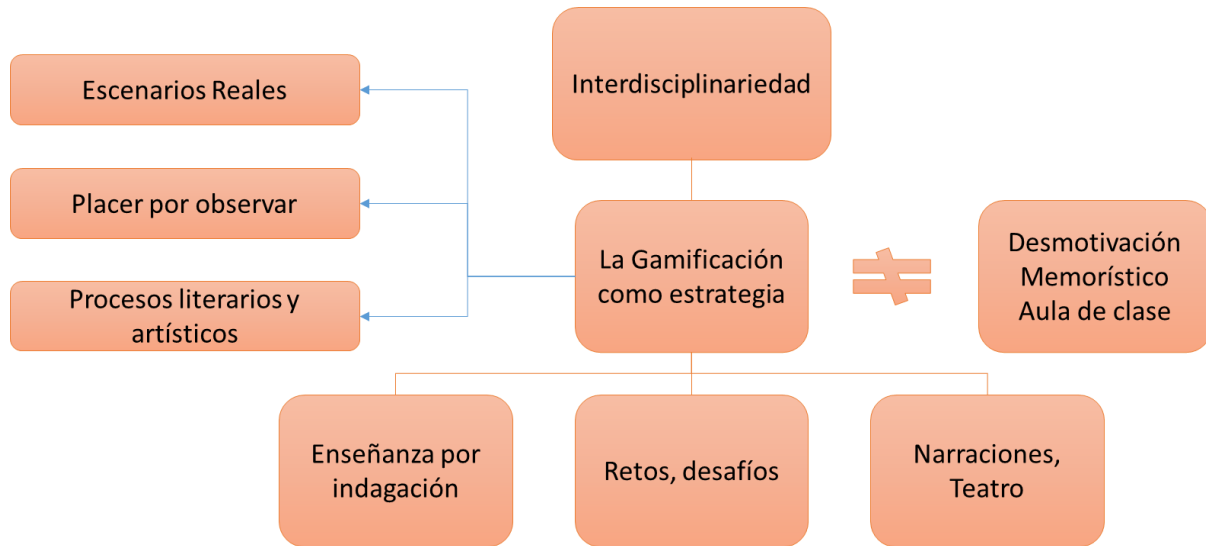 Interdisciplinariedad
Escenarios Reales
Placer por observar
Procesos literarios y
artísticos
La Gamificación
como estrategia
Desmotivación
Memorístico
Aula de clase
Enseñanza por
indagación
Retos, desafíos
Narraciones,
Teatro